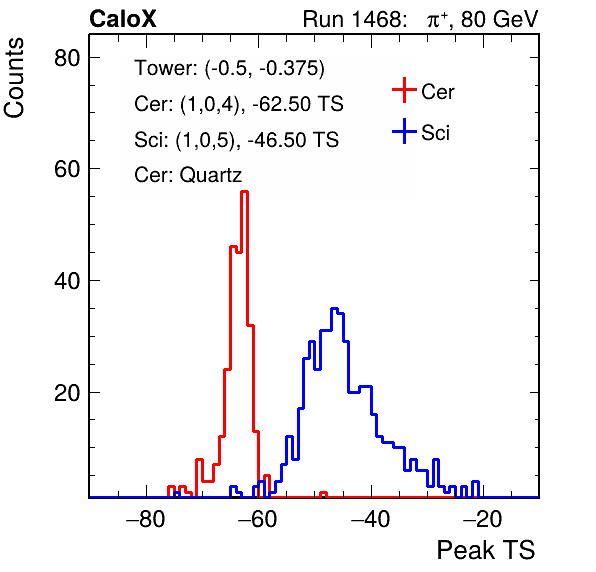 CaloX Run 1468: π⁺, 80 GeV
Counts
Tower: (-0.5, -0.375)
Cer: (1,0,4), -62.50 TS
Sci: (1,0,5), -46.50 TS
Cer: Quartz
Cer
Sci
80
60
40
20
−80 −60 −40 −20
Peak TS